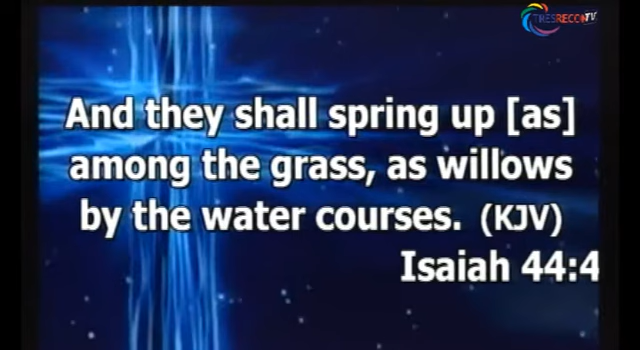 TRESRECCO TV
And they shall spring up [as]
among the grass, as willows
by the water courses. (KJV)
Isaiah 44:4